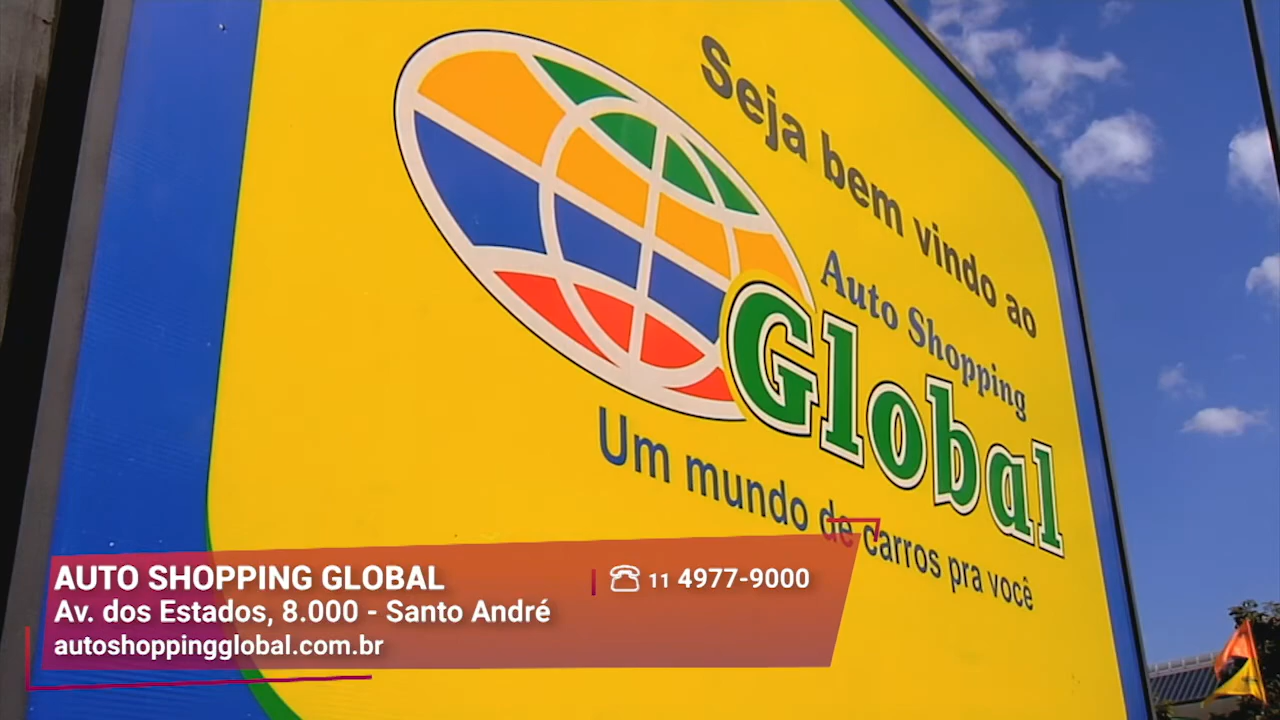 Seja bem vindo ao
Auto Shopping
Global
Um mundo de carros pra você
AUTO SHOPPING GLOBAL
Av. dos Estados, 8.000 - Santo André
autoshoppingglobal.com.br
11 4977-9000